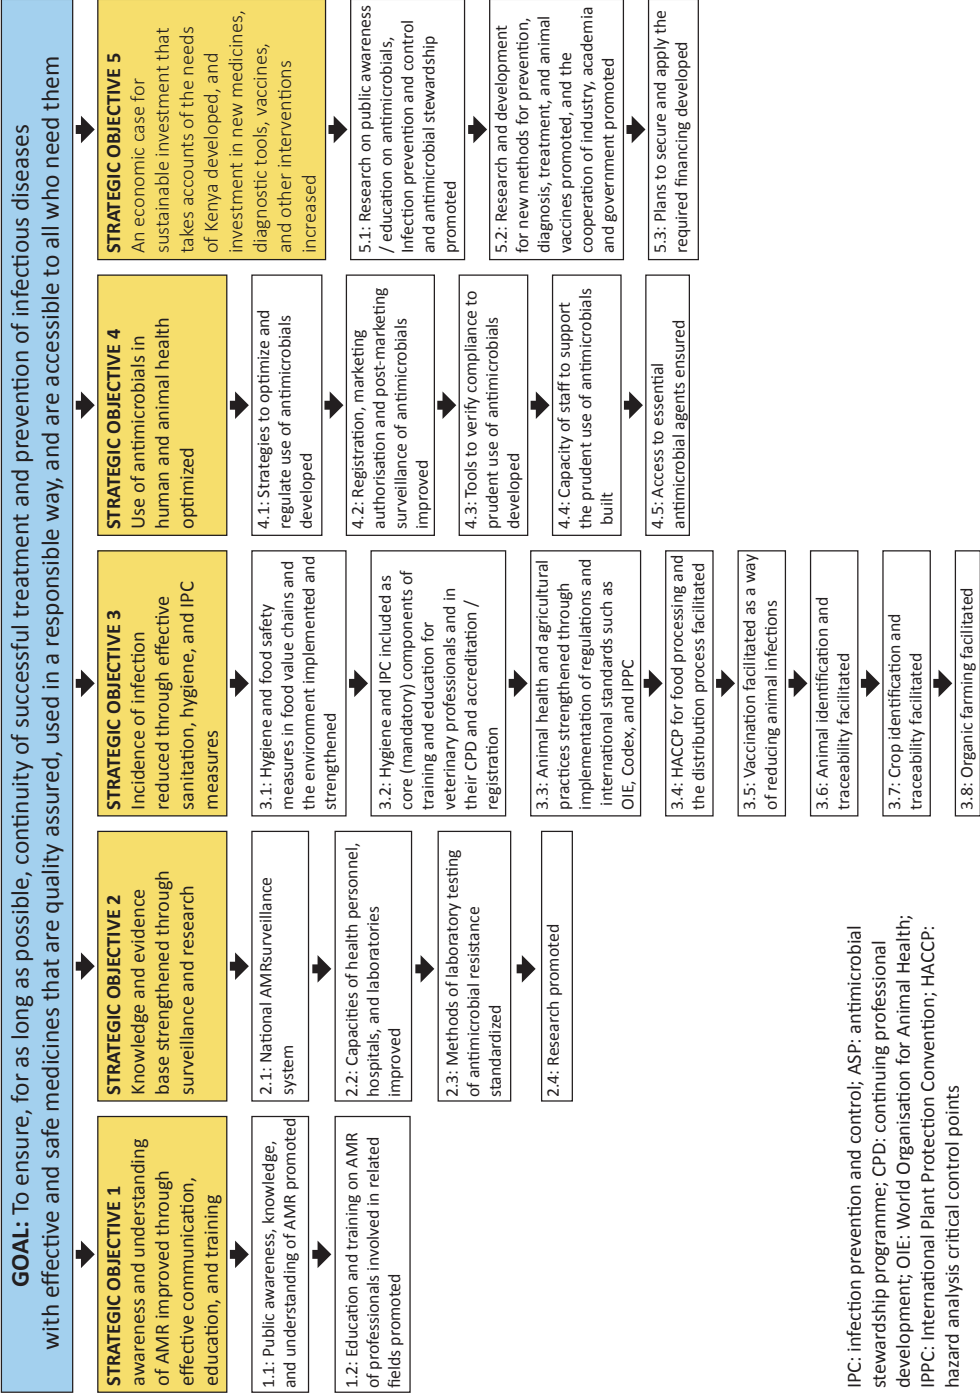 GOAL: To ensure, for as long as possible, continuity of successful treatment and prevention of infectious diseases
with effective and safe medicines that are quality assured, used in a responsible way, and are accessible to all who need them
STRATEGIC OBJECTIVE 1
awareness and understanding
of AMR improved through
effective communication,
education, and training
1.1: Public awareness, knowledge,
and understanding of AMR promoted
1.2: Education and training on AMR
of professionals involved in related
fields promoted
STRATEGIC OBJECTIVE 2
Knowledge and evidence
base strengthened through
surveillance and research
2.1: National AMRsurveillance
system
2.2: Capacities of health personnel,
hospitals, and laboratories
improved
2.3: Methods of laboratory testing
of antimicrobial resistance
standardized
2.4: Research promoted
STRATEGIC OBJECTIVE 3
Incidence of infection
reduced through effective
sanitation, hygiene, and IPC
measures
3.1: Hygiene and food safety
measures in food value chains and
the environment implemented and
strengthened
3.2: Hygiene and IPC included as
core (mandatory) components of
training and education for
veterinary professionals and in
their CPD and accreditation /
registration
3.3: Animal health and agricultural
practices strengthened through
implementation of regulations and
international standards such as
OIE, Codex, and IPPC
3.4: HACCP for food processing and
the distribution process facilitated
3.5: Vaccination facilitated as a way
of reducing animal infections
3.6: Animal identification and
traceability facilitated
3.7: Crop identification and
traceability facilitated
3.8: Organic farming facilitated
STRATEGIC OBJECTIVE 4
Use of antimicrobials in
human and animal health
optimized
4.1: Strategies to optimize and
regulate use of antimicrobials
developed
4.2: Registration, marketing
authorisation and post-marketing
surveillance of antimicrobials
improved
4.3: Tools to verify compliance to
prudent use of antimicrobials
developed
4.4: Capacity of staff to support
the prudent use of antimicrobials
built
4.5: Access to essential
antimicrobial agents ensured
STRATEGIC OBJECTIVE 5
An economic case for
sustainable investment that
takes accounts of the needs
of Kenya developed, and
investment in new medicines,
diagnostic tools, vaccines,
and other interventions
increased
5.1: Research on public awareness
/ education on antimicrobials,
Infection prevention and control
and antimicrobial stewardship
promoted
5.2: Research and development
for new methods for prevention,
diagnosis, treatment, and animal
vaccines promoted, and the
cooperation of industry, academia
and government promoted
5.3: Plans to secure and apply the
required financing developed
IPC: infection prevention and control; ASP: antimicrobial
stewardship programme; CPD: continuing professional
development; OIE: World Organisation for Animal Health;
IPPC: International Plant Protection Convention; HACCP:
hazard analysis critical control points